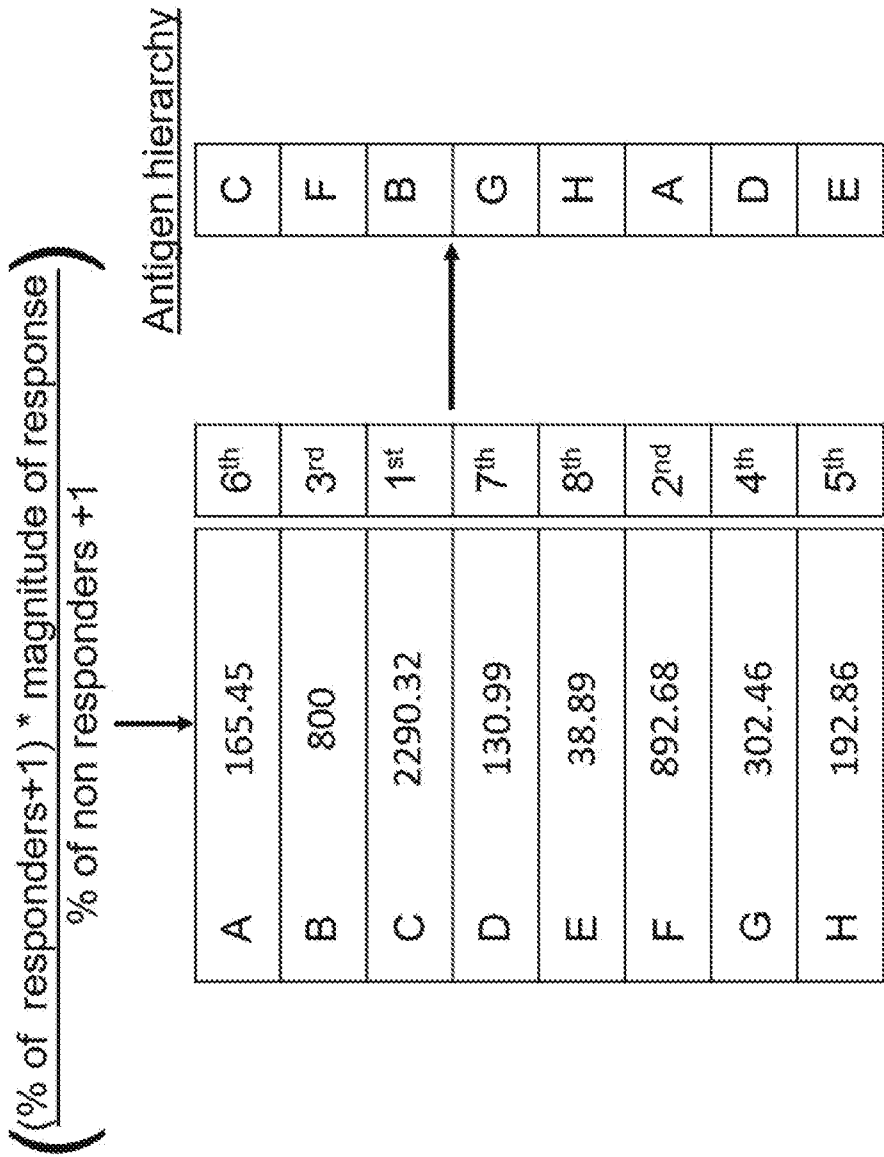 ( (% of responders+1) * magnitude of response )
% of non responders +1
Antigen hierarchy
A 165.45 6th C
B 800 3rd F
C 2290.32 1st B
D 130.99 7th G
E 38.89 8th H
F 892.68 2nd A
G 302.46 4th D
H 192.86 5th E